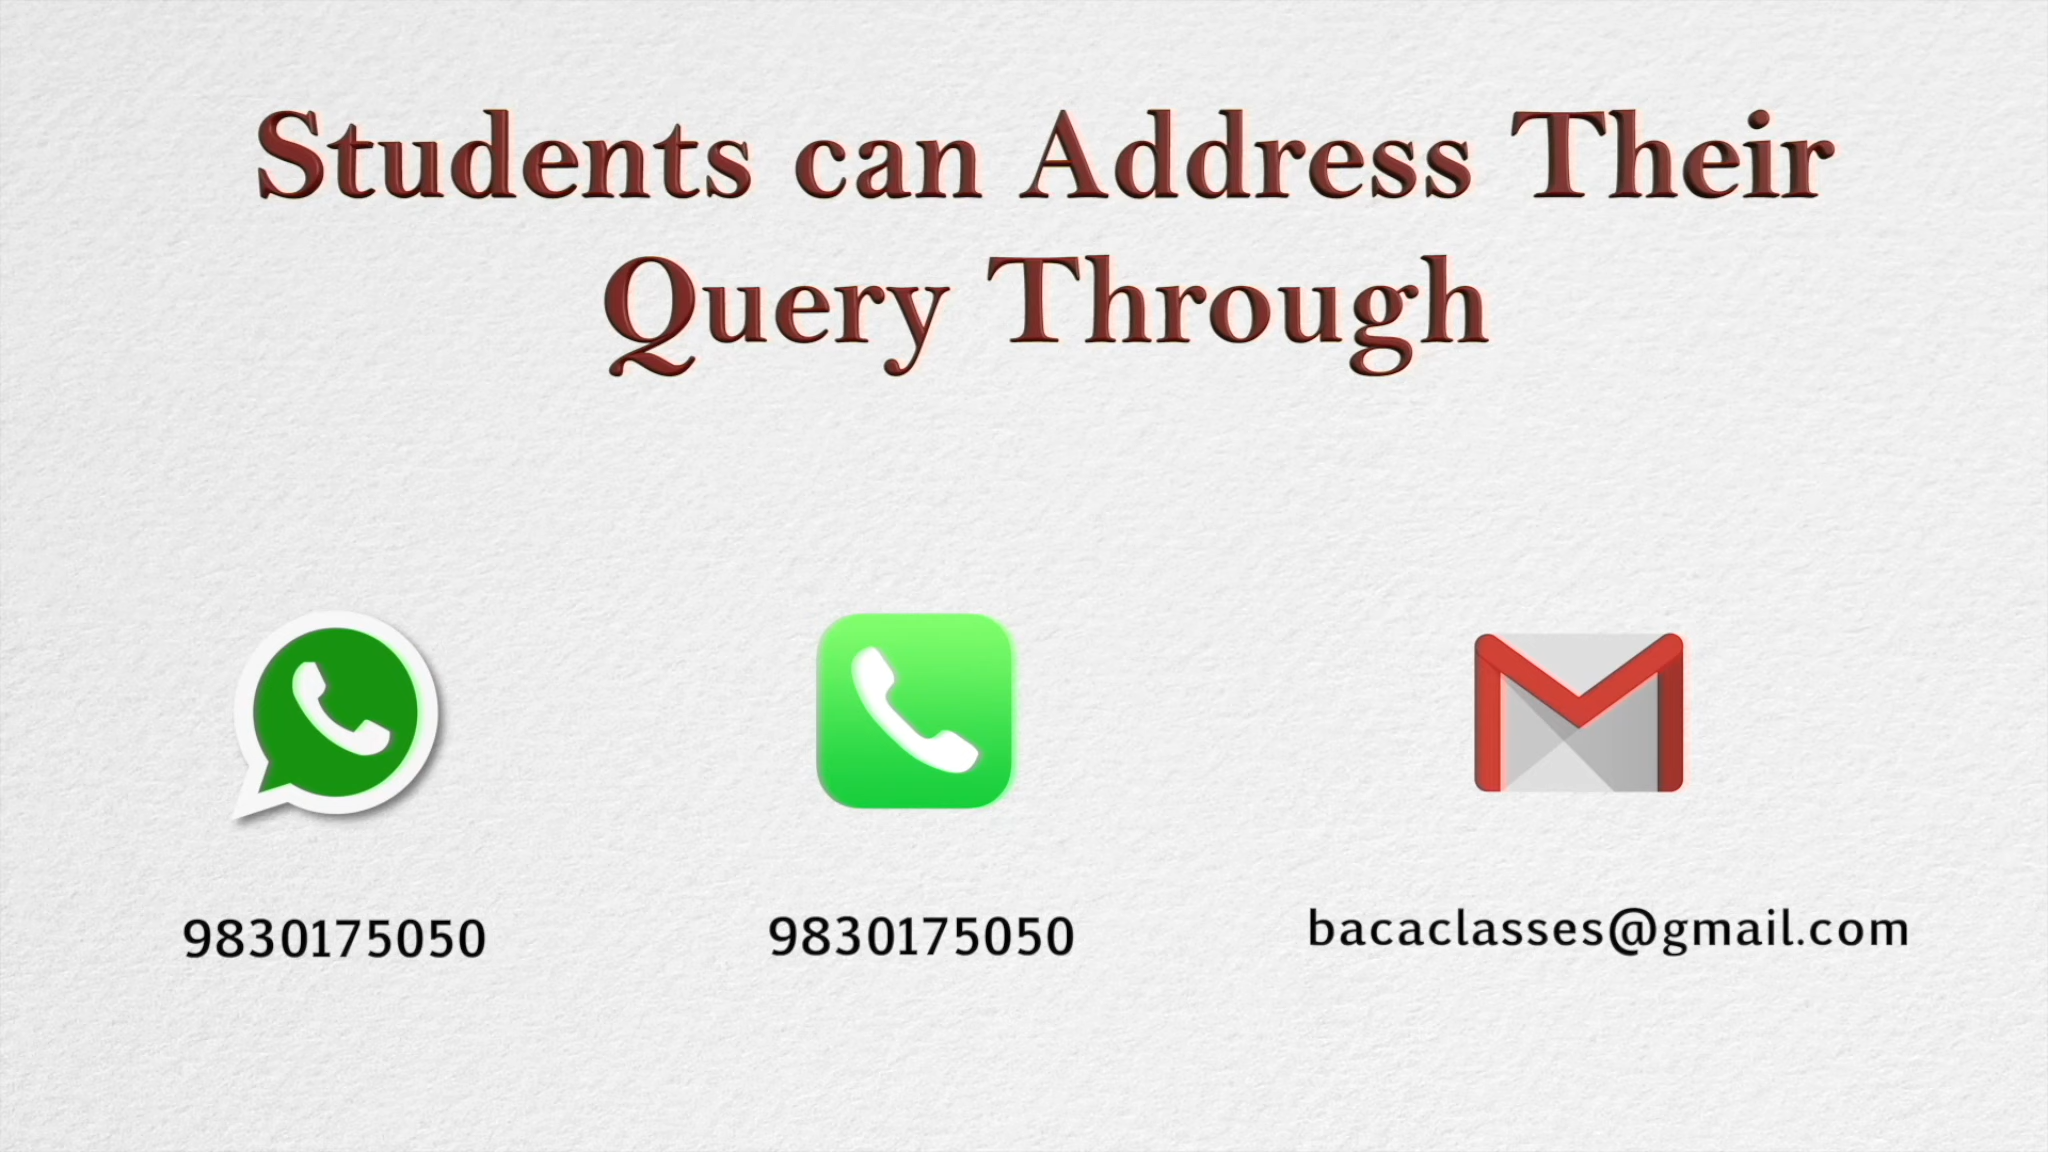 Students can Address Their
Query Through
9830175050
9830175050
bacaclasses@gmail.com